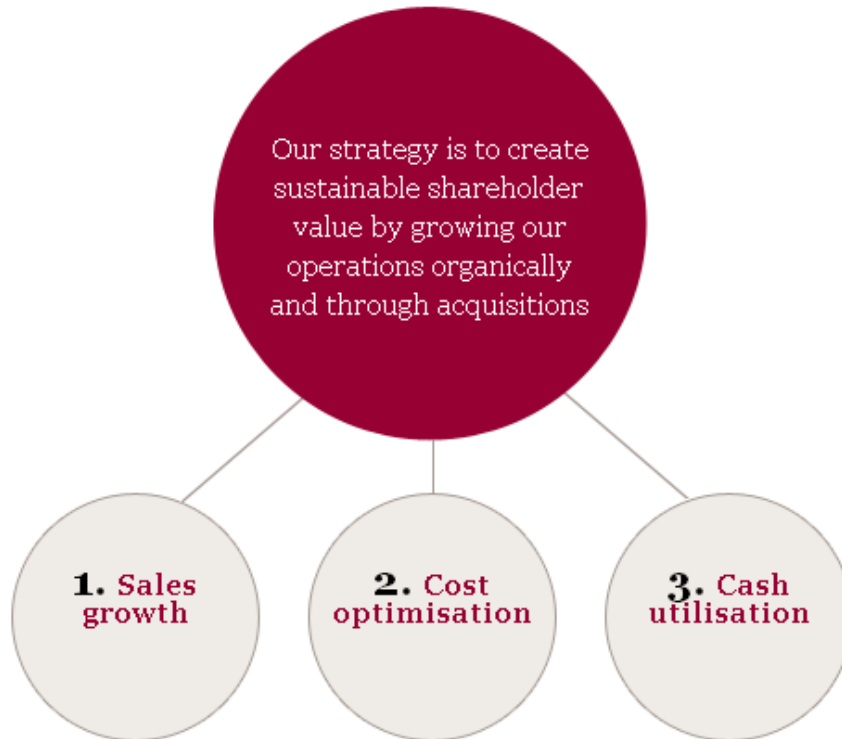 Our strategy is to create
sustainable shareholder
value by growing our
operations organically
and through acquisitions
1. Sales
growth
2. Cost
optimisation
3. Cash
utilisation